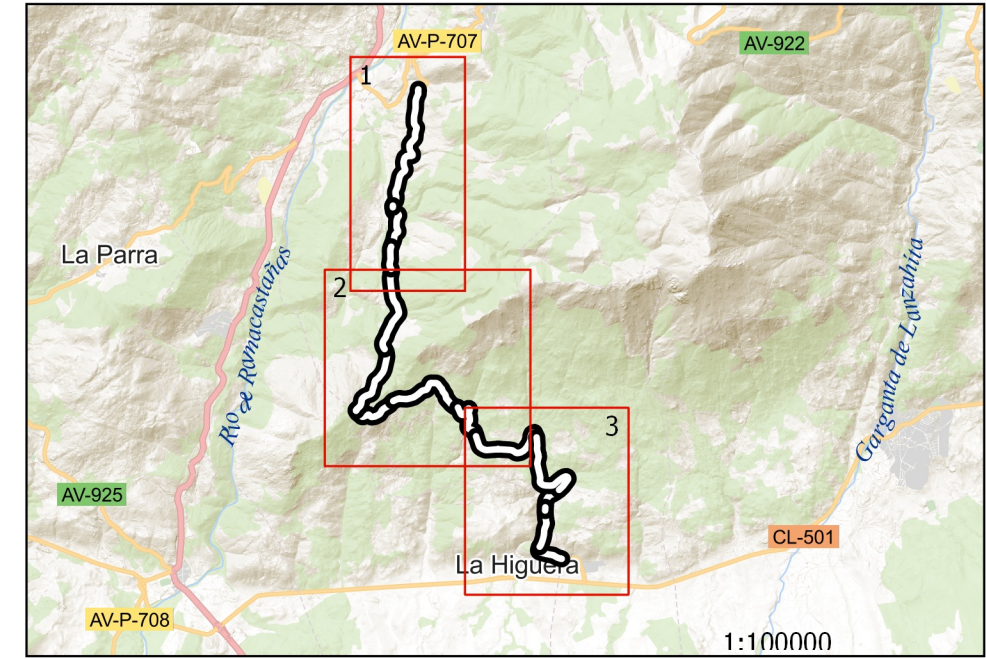 AV-P-707
AV-922
1
La Parra
Río de Ramacastañas
2
Garganta de Lanzahíta
3
AV-925
CL-501
La Higuera
AV-P-708
1:100000